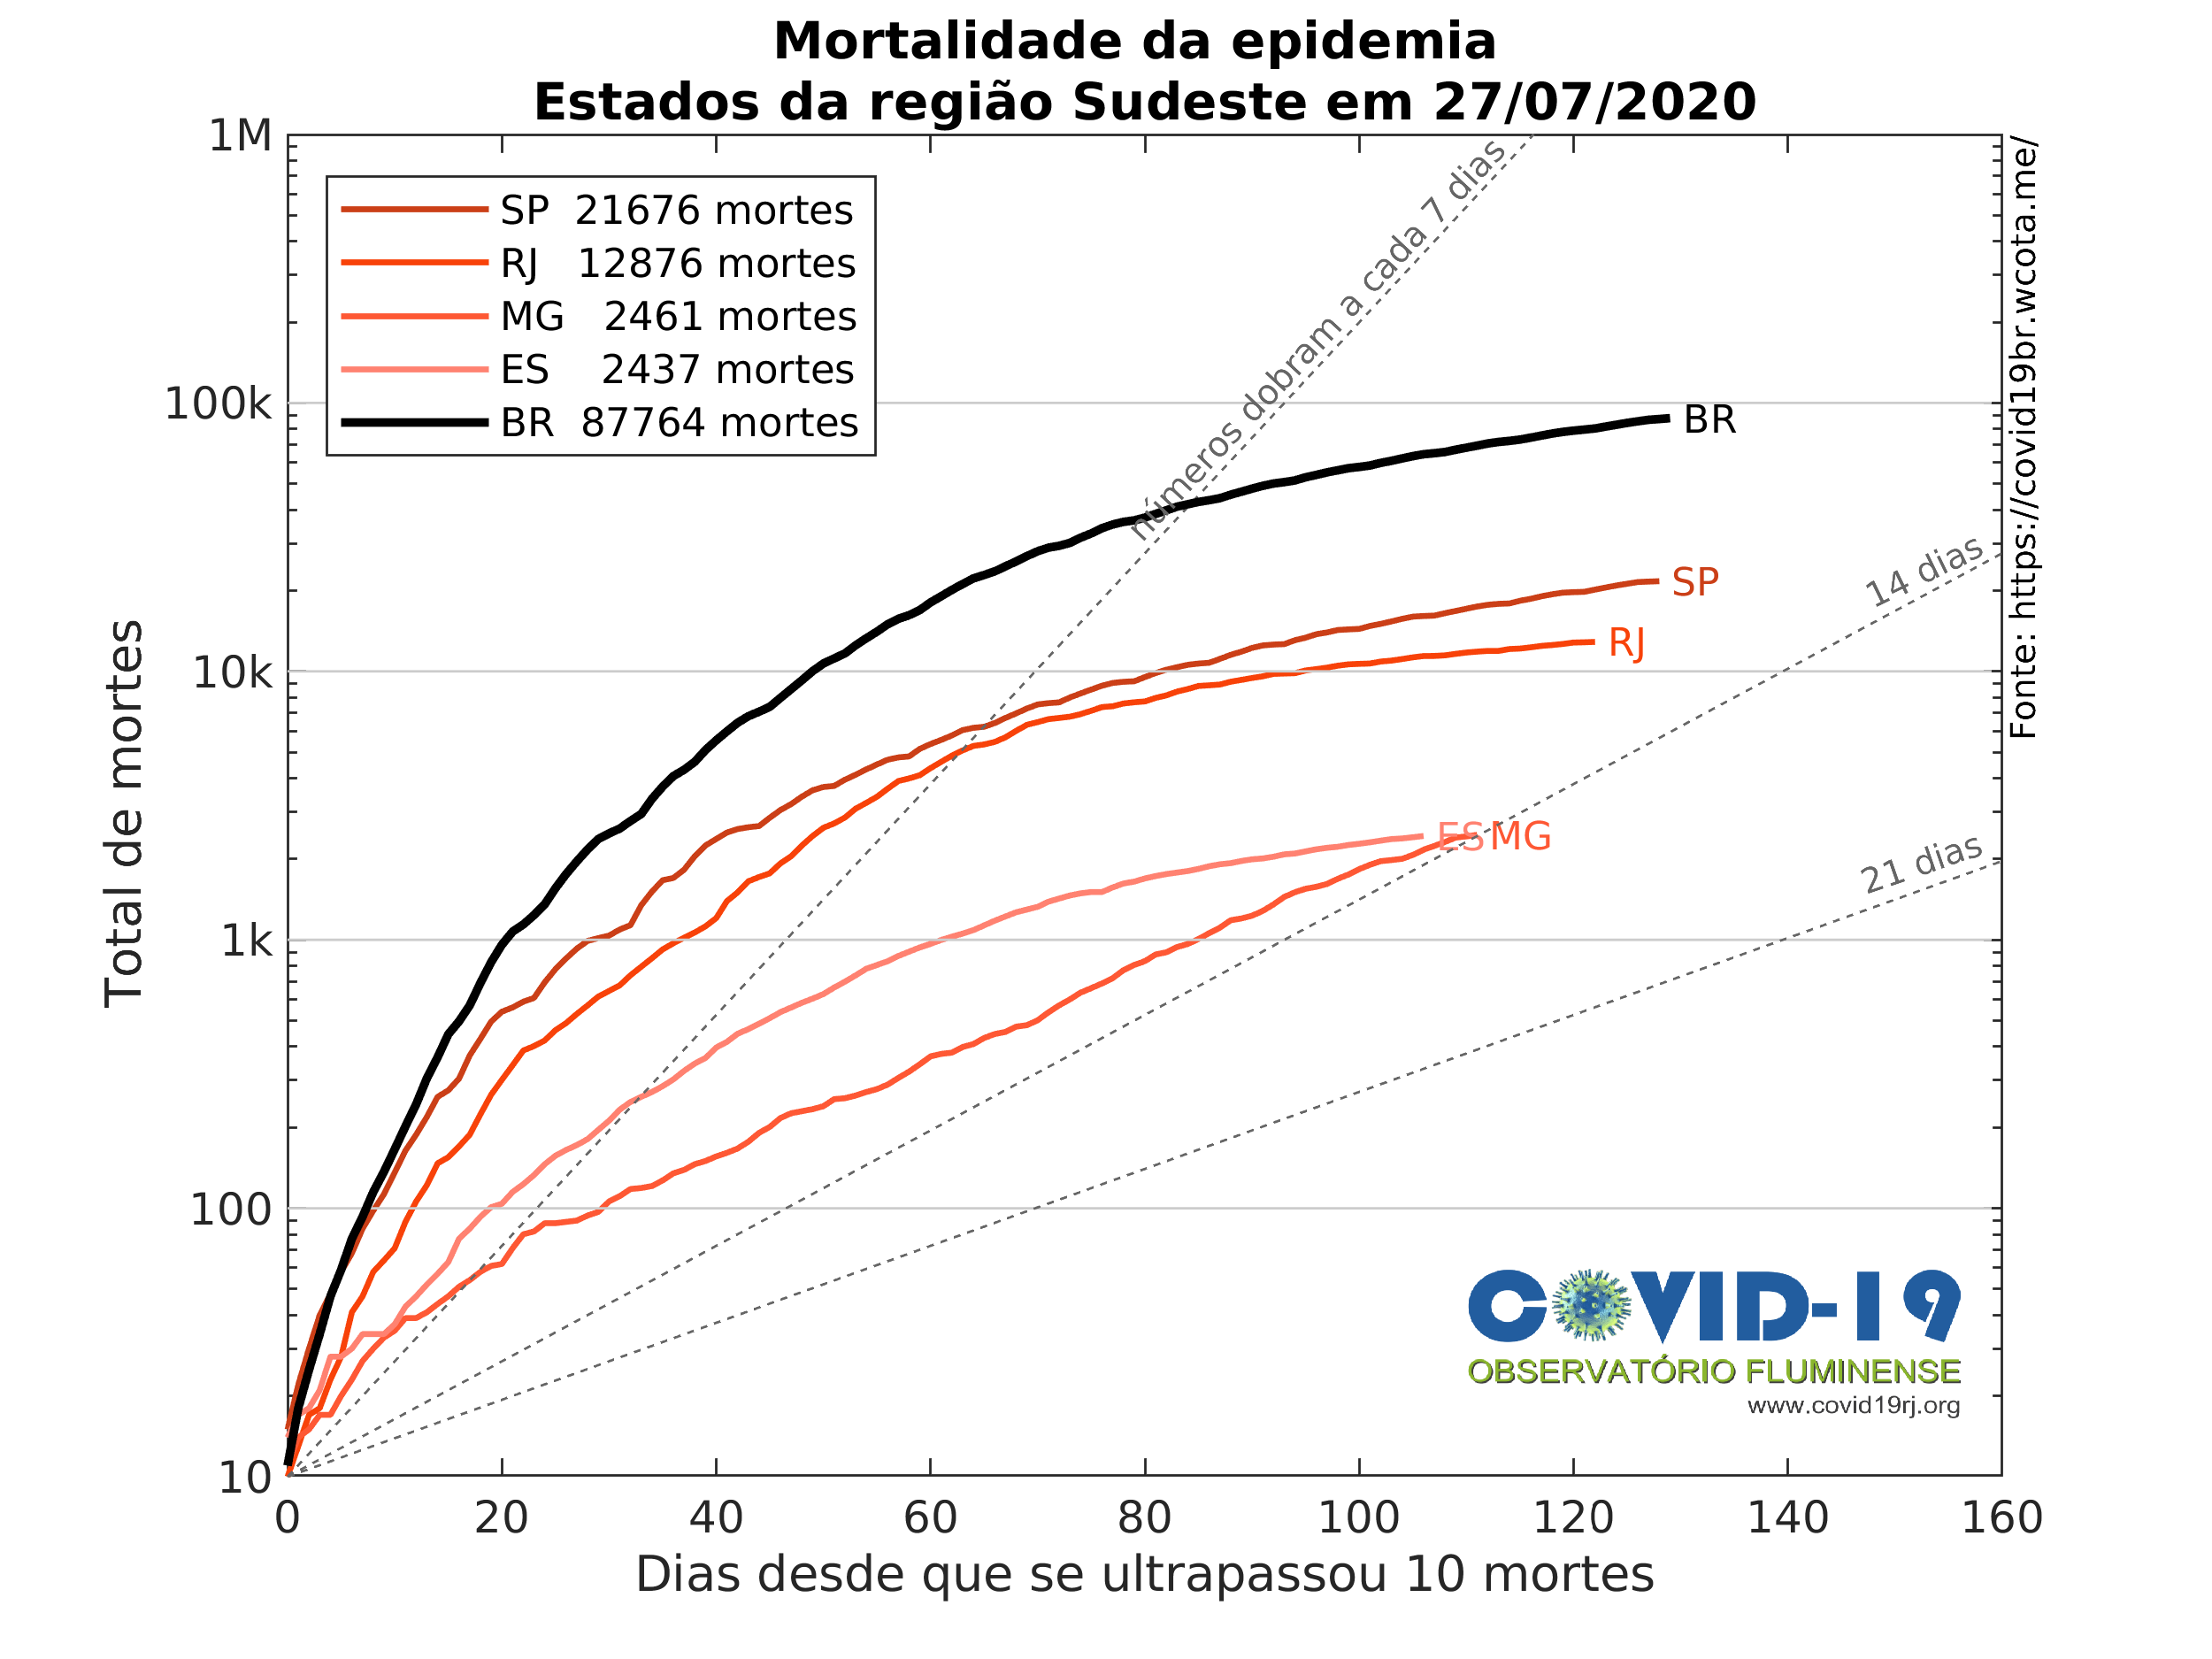 Mortalidade da epidemia
Estados da região Sudeste em 27/07/2020
1M
100k
10k
1k
100
10
Total de mortes
SP 21676 mortes
RJ 12876 mortes
MG 2461 mortes
ES 2437 mortes
BR 87764 mortes
números dobram a cada 7 dias
14 dias
21 dias
BR
SP
RJ
ES
MG
Fonte: https://covid19br.wcota.me/
COVID-19
OBSERVATÓRIO FLUMINENSE
www.covid19rj.org
0 20 40 60 80 100 120 140 160
Dias desde que se ultrapassou 10 mortes